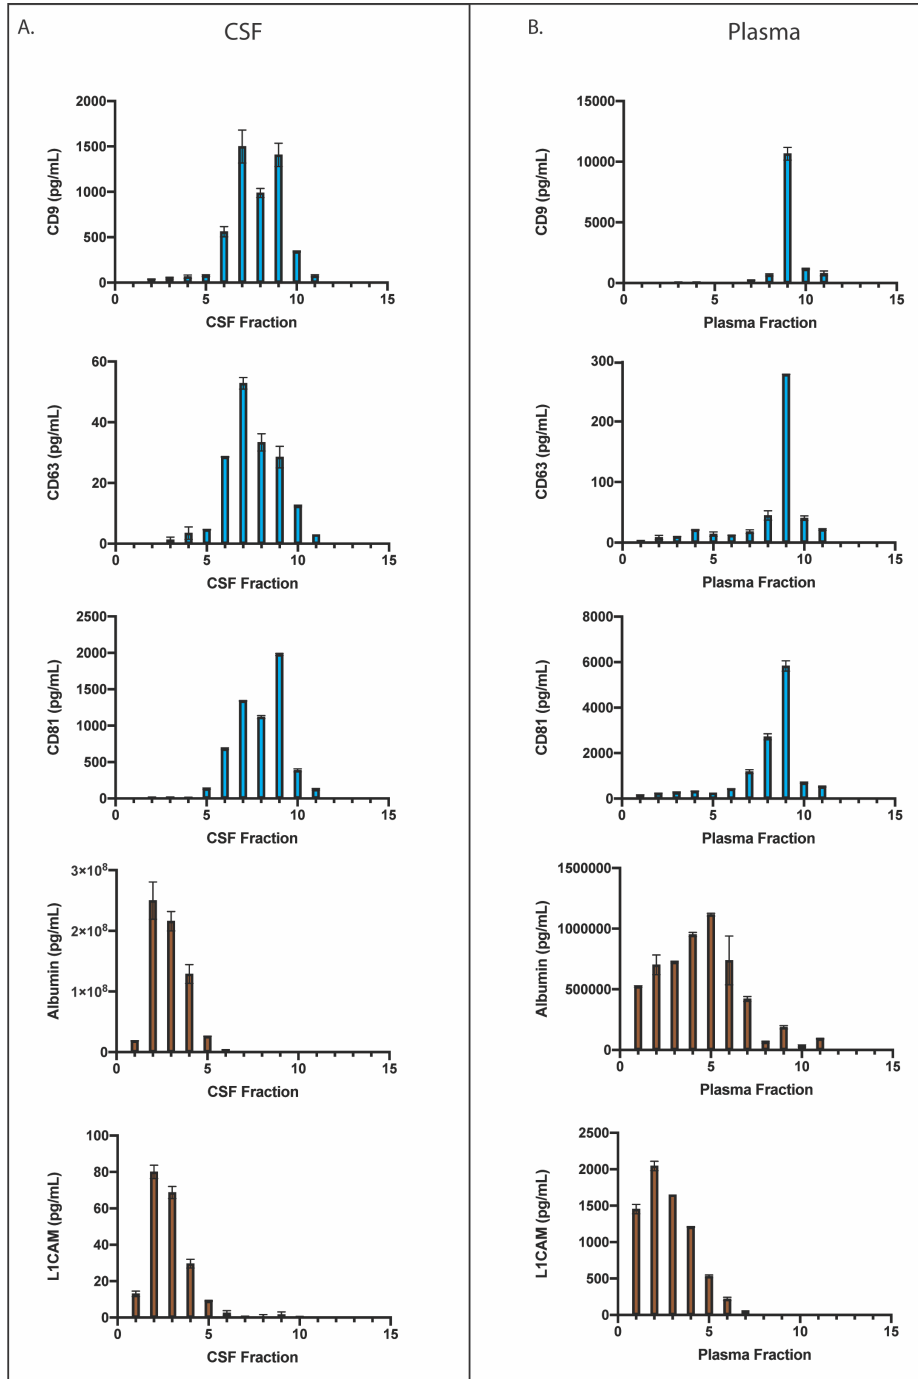 A.
CSF
2000
1500
1000
500
0
0 5 10 15
CD9 (pg/mL)
CSF Fraction
60
40
20
0
0 5 10 15
CD63 (pg/mL)
CSF Fraction
2500
2000
1500
1000
500
0
0 5 10 15
CD81 (pg/mL)
CSF Fraction
3×10⁸
2×10⁸
1×10⁸
0
0 5 10 15
Albumin (pg/mL)
CSF Fraction
100
80
60
40
20
0
0 5 10 15
L1CAM (pg/mL)
CSF Fraction
B.
Plasma
15000
10000
5000
0
0 5 10 15
CD9 (pg/mL)
Plasma Fraction
300
200
100
0
0 5 10 15
CD63 (pg/mL)
Plasma Fraction
8000
6000
4000
2000
0
0 5 10 15
CD81 (pg/mL)
Plasma Fraction
1500000
1000000
500000
0
0 5 10 15
Albumin (pg/mL)
Plasma Fraction
2500
2000
1500
1000
500
0
0 5 10 15
L1CAM (pg/mL)
Plasma Fraction